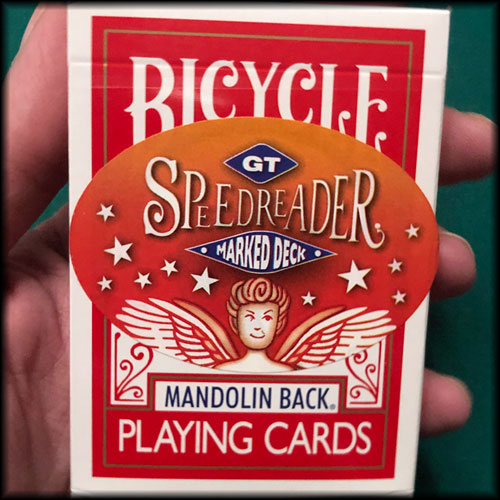 BICYCLE
GT
SPEEDREADER
MARKED DECK
MANDOLIN BACK®
PLAYING CARDS